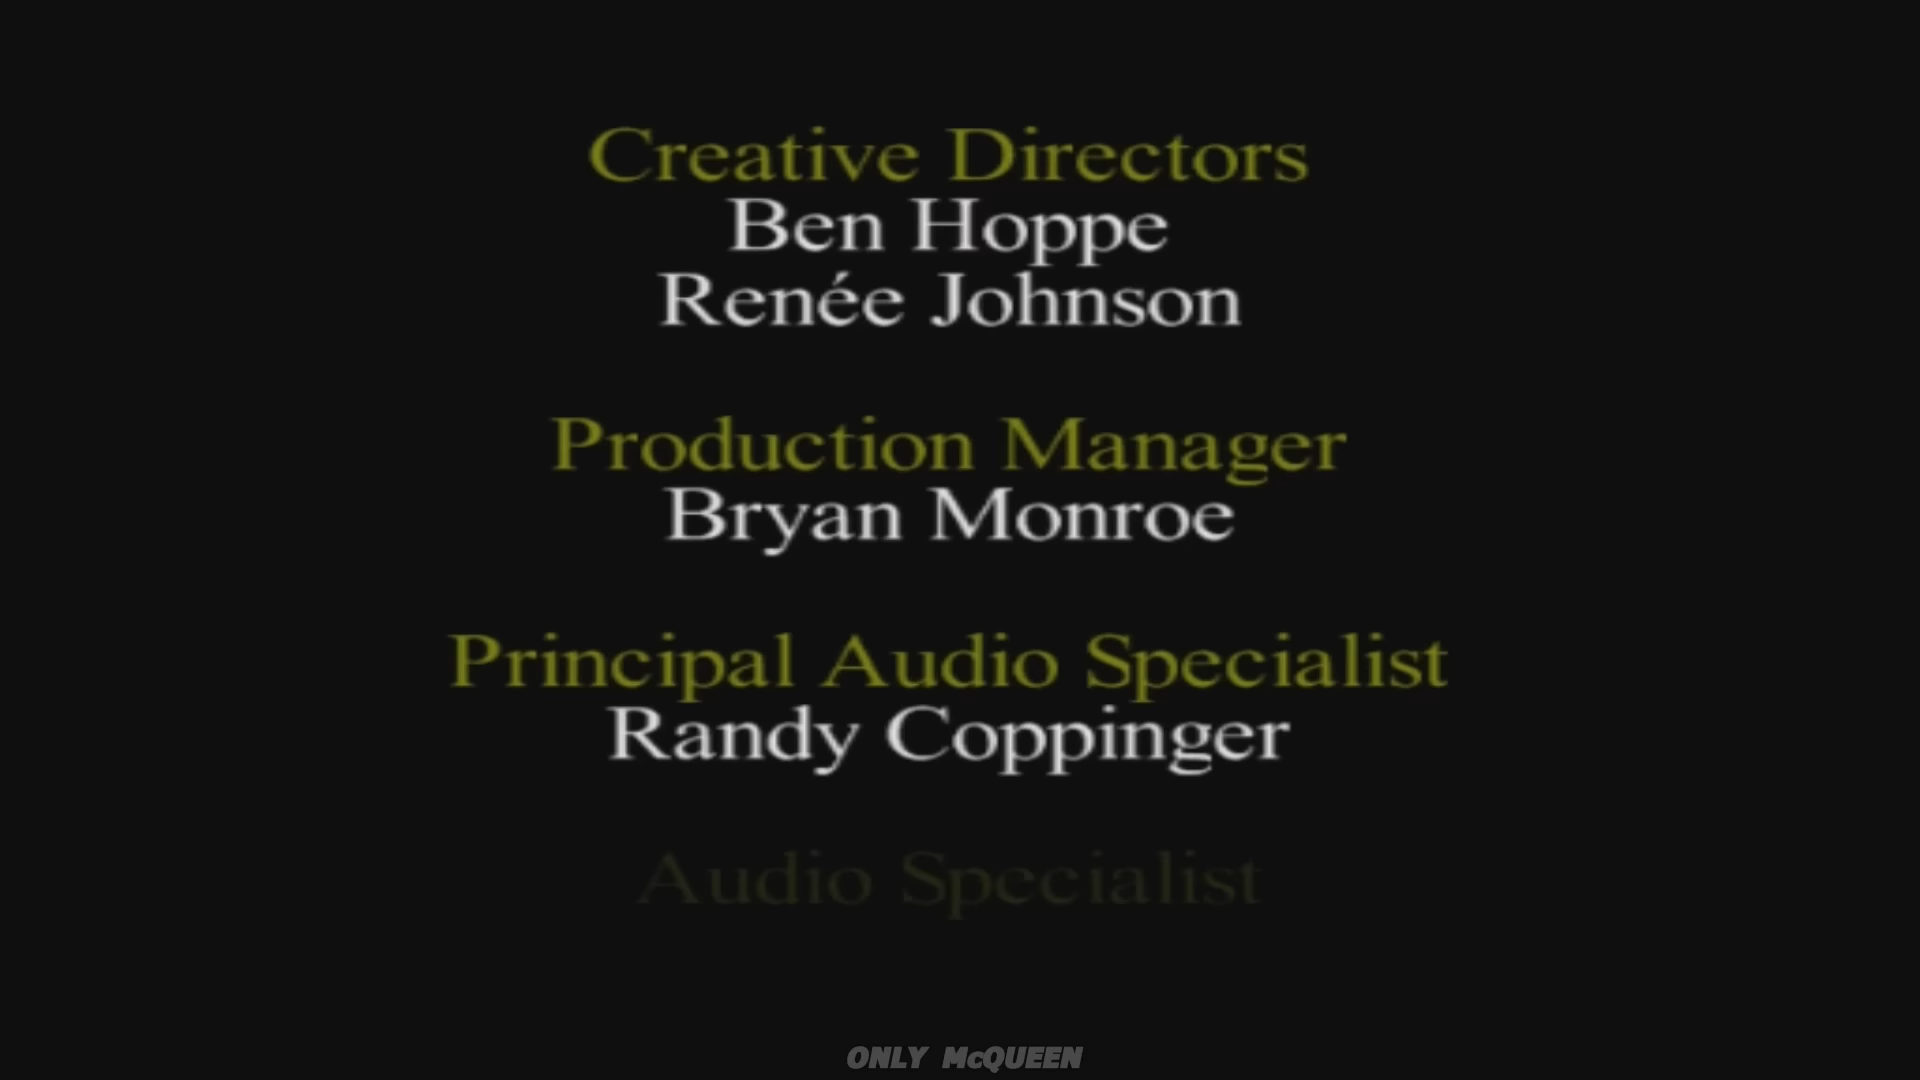 Creative Directors
Ben Hoppe
Renée Johnson
Production Manager
Bryan Monroe
Principal Audio Specialist
Randy Coppinger
Audio Specialist
ONLY McQUEEN